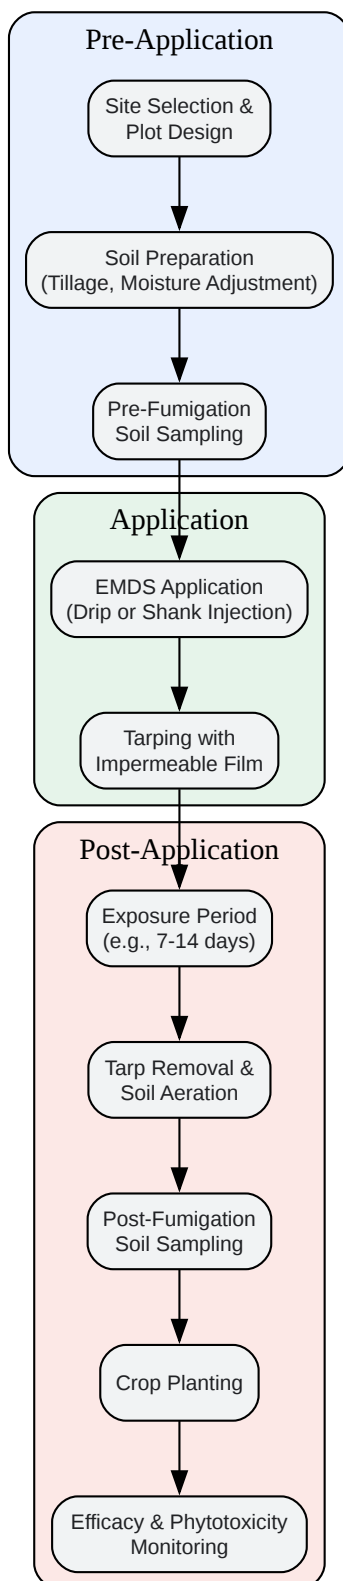 Pre-Application
Site Selection &
Plot Design
Soil Preparation
(Tillage, Moisture Adjustment)
Pre-Fumigation
Soil Sampling
Application
EMDS Application
(Drip or Shank Injection)
Tarping with
Impermeable Film
Post-Application
Exposure Period
(e.g., 7-14 days)
Tarp Removal &
Soil Aeration
Post-Fumigation
Soil Sampling
Crop Planting
Efficacy & Phytotoxicity
Monitoring